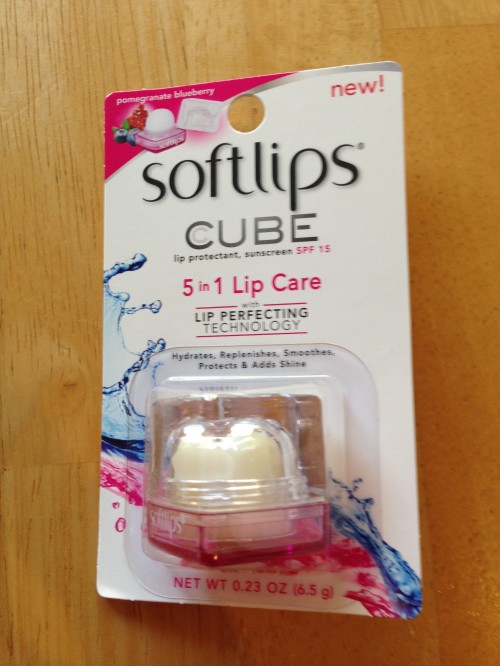 pomegranate blueberry
new!
softlips®
CUBE
lip protectant, sunscreen SPF 15
5 in 1 Lip Care
with
LIP PERFECTING
TECHNOLOGY
Hydrates, Replenishes, Smoothes,
Protects & Adds Shine
softlips
NET WT 0.23 OZ (6.5 g)